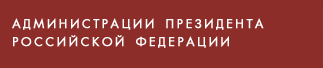 АДМИНИСТРАЦИИ ПРЕЗИДЕНТА
РОССИЙСКОЙ ФЕДЕРАЦИИ